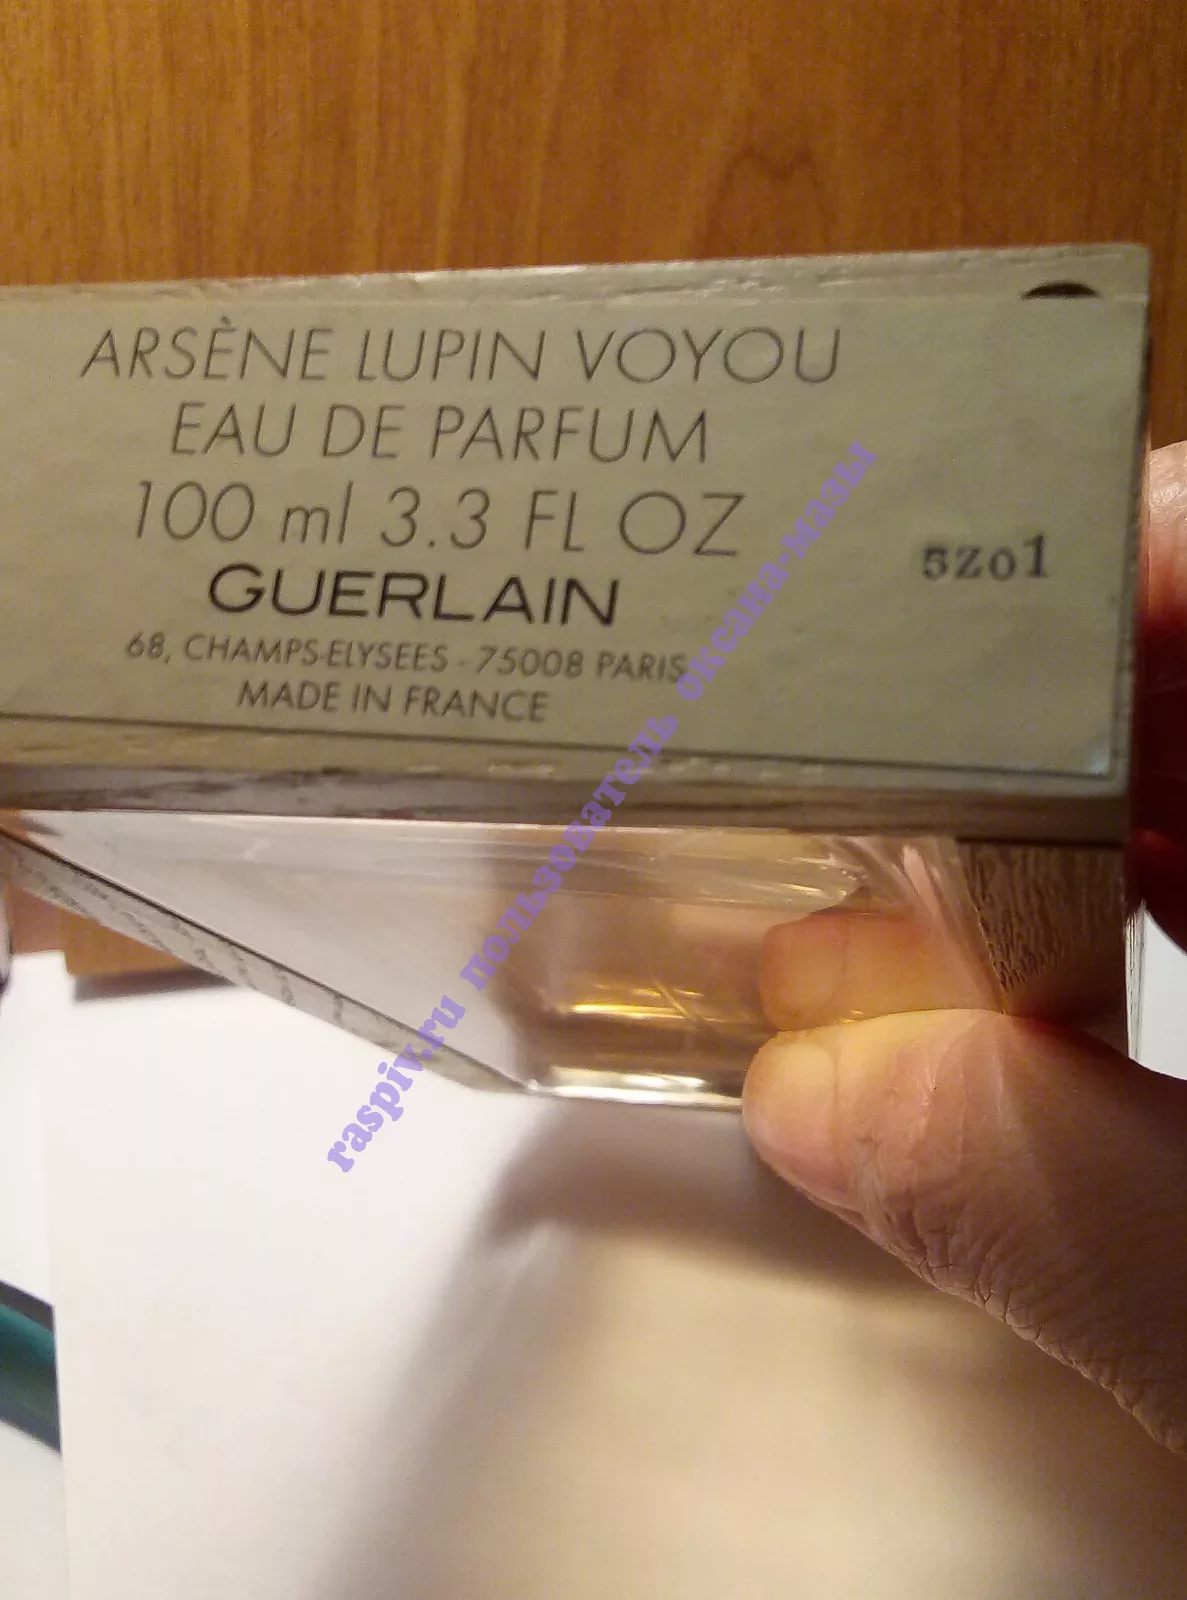 ARSÈNE LUPIN VOYOU
EAU DE PARFUM
100 ml 3.3 FL OZ
GUERLAIN
68, CHAMPS-ELYSEES - 75008 PARIS
MADE IN FRANCE
5Z01
raspiv.ru пользователь оксана-мазы